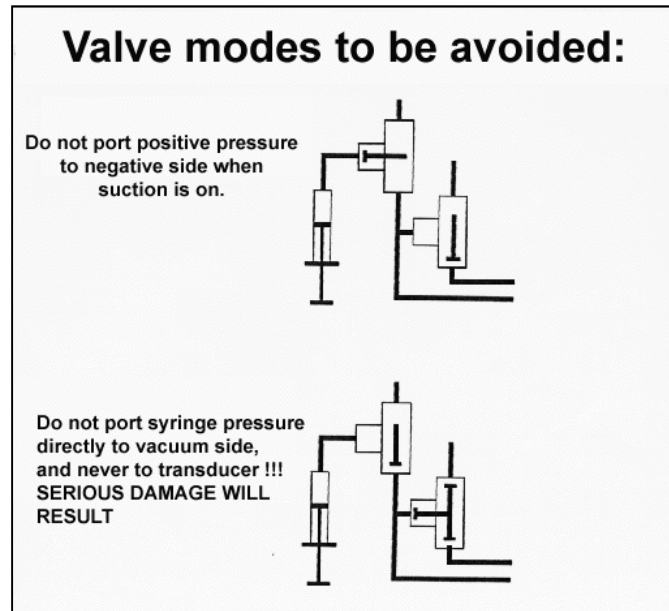 Valve modes to be avoided:
Do not port positive pressure
to negative side when
suction is on.
Do not port syringe pressure
directly to vacuum side,
and never to transducer !!!
SERIOUS DAMAGE WILL
RESULT